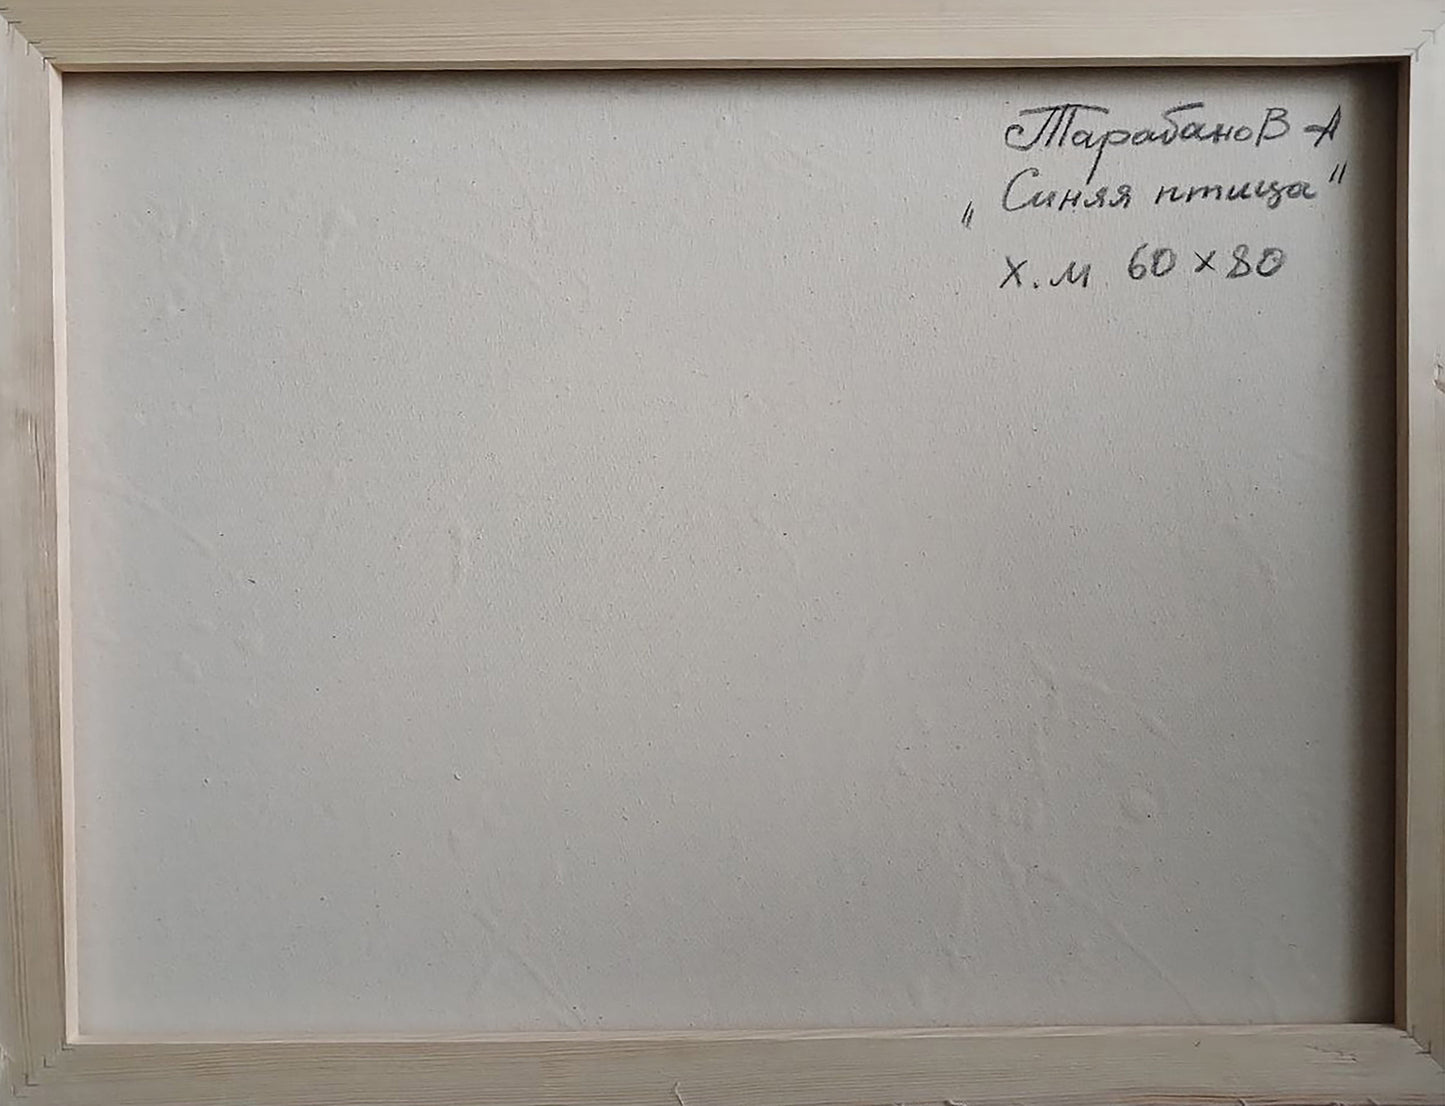 Тарабанов А
„Синяя птица"
х.м. 60 х 80